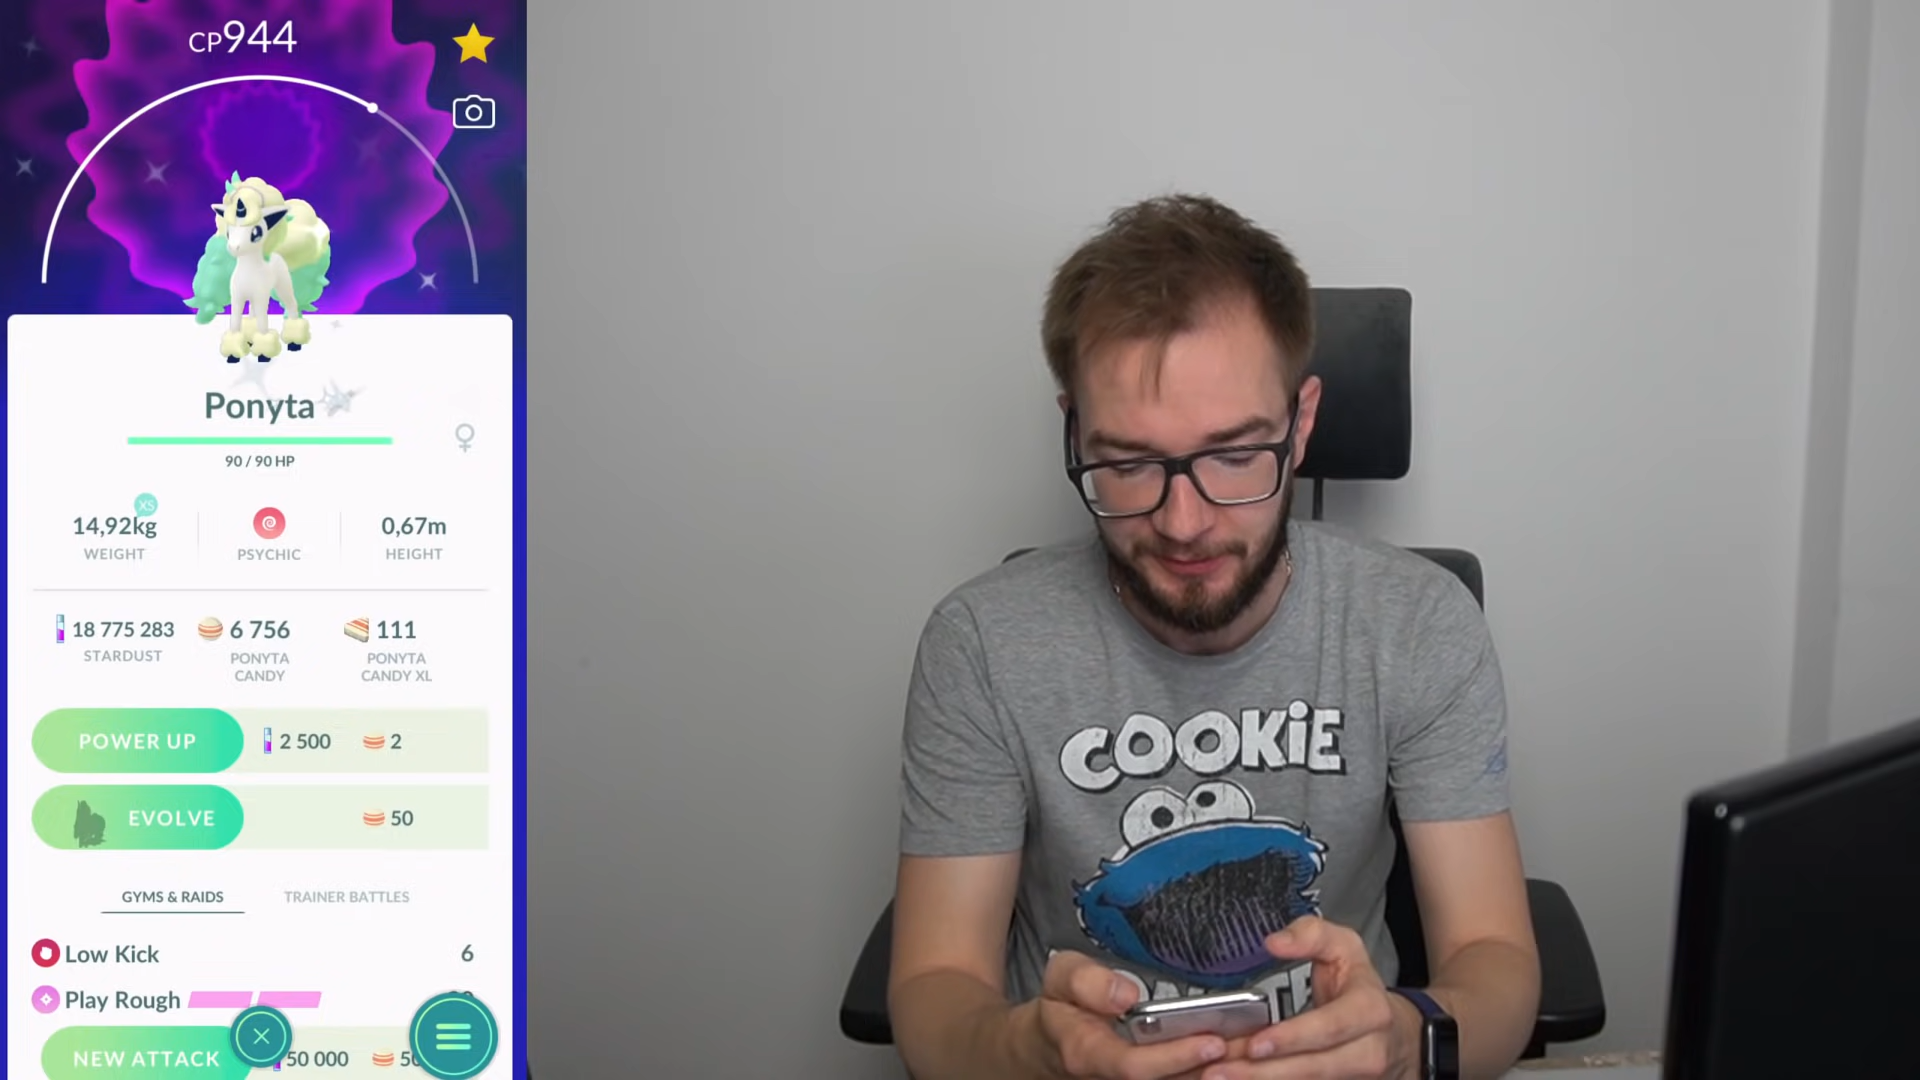 CP944
Ponyta
90 / 90 HP
XS
14,92kg
WEIGHT
PSYCHIC
0,67m
HEIGHT
18 775 283
STARDUST
6 756
PONYTA
CANDY
111
PONYTA
CANDY XL
POWER UP 2 500 2
EVOLVE 50
GYMS & RAIDS TRAINER BATTLES
Low Kick 6
Play Rough
NEW ATTACK 50 000
COOKiE